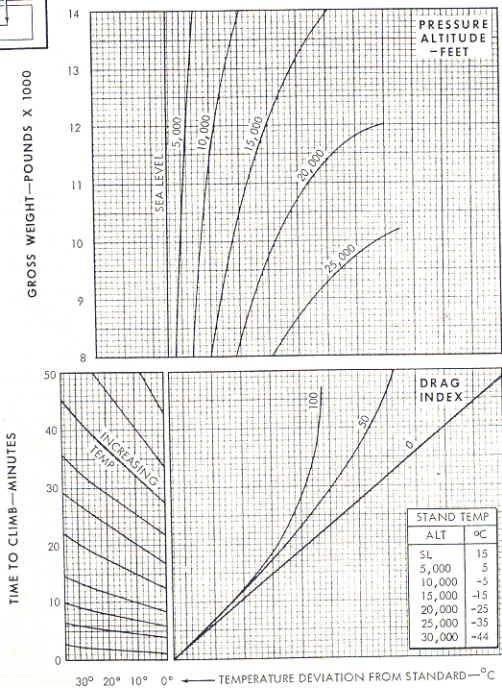 14
13
12
11
10
9
8
GROSS WEIGHT—POUNDS X 1000
PRESSURE
ALTITUDE
—FEET
SEA LEVEL
5,000
10,000
15,000
20,000
25,000
50
40
30
20
10
0
TIME TO CLIMB—MINUTES
INCREASING
TEMP
DRAG
INDEX
100
50
0
STAND TEMP
ALT °C
SL 15
5,000 5
10,000 -5
15,000 -15
20,000 -25
25,000 -35
30,000 -44
30° 20° 10° 0° ← TEMPERATURE DEVIATION FROM STANDARD—°C